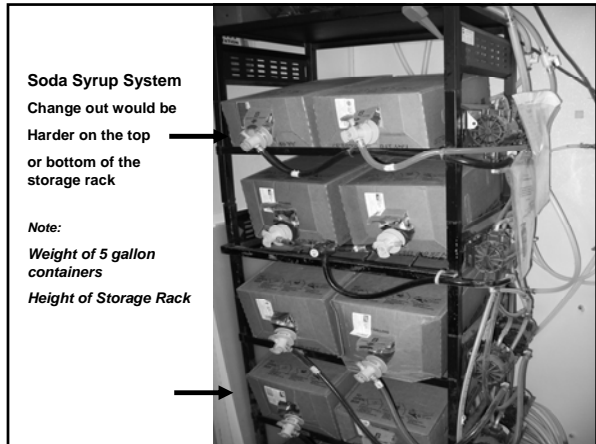 Soda Syrup System
Change out would be
Harder on the top
or bottom of the
storage rack
Note:
Weight of 5 gallon
containers
Height of Storage Rack